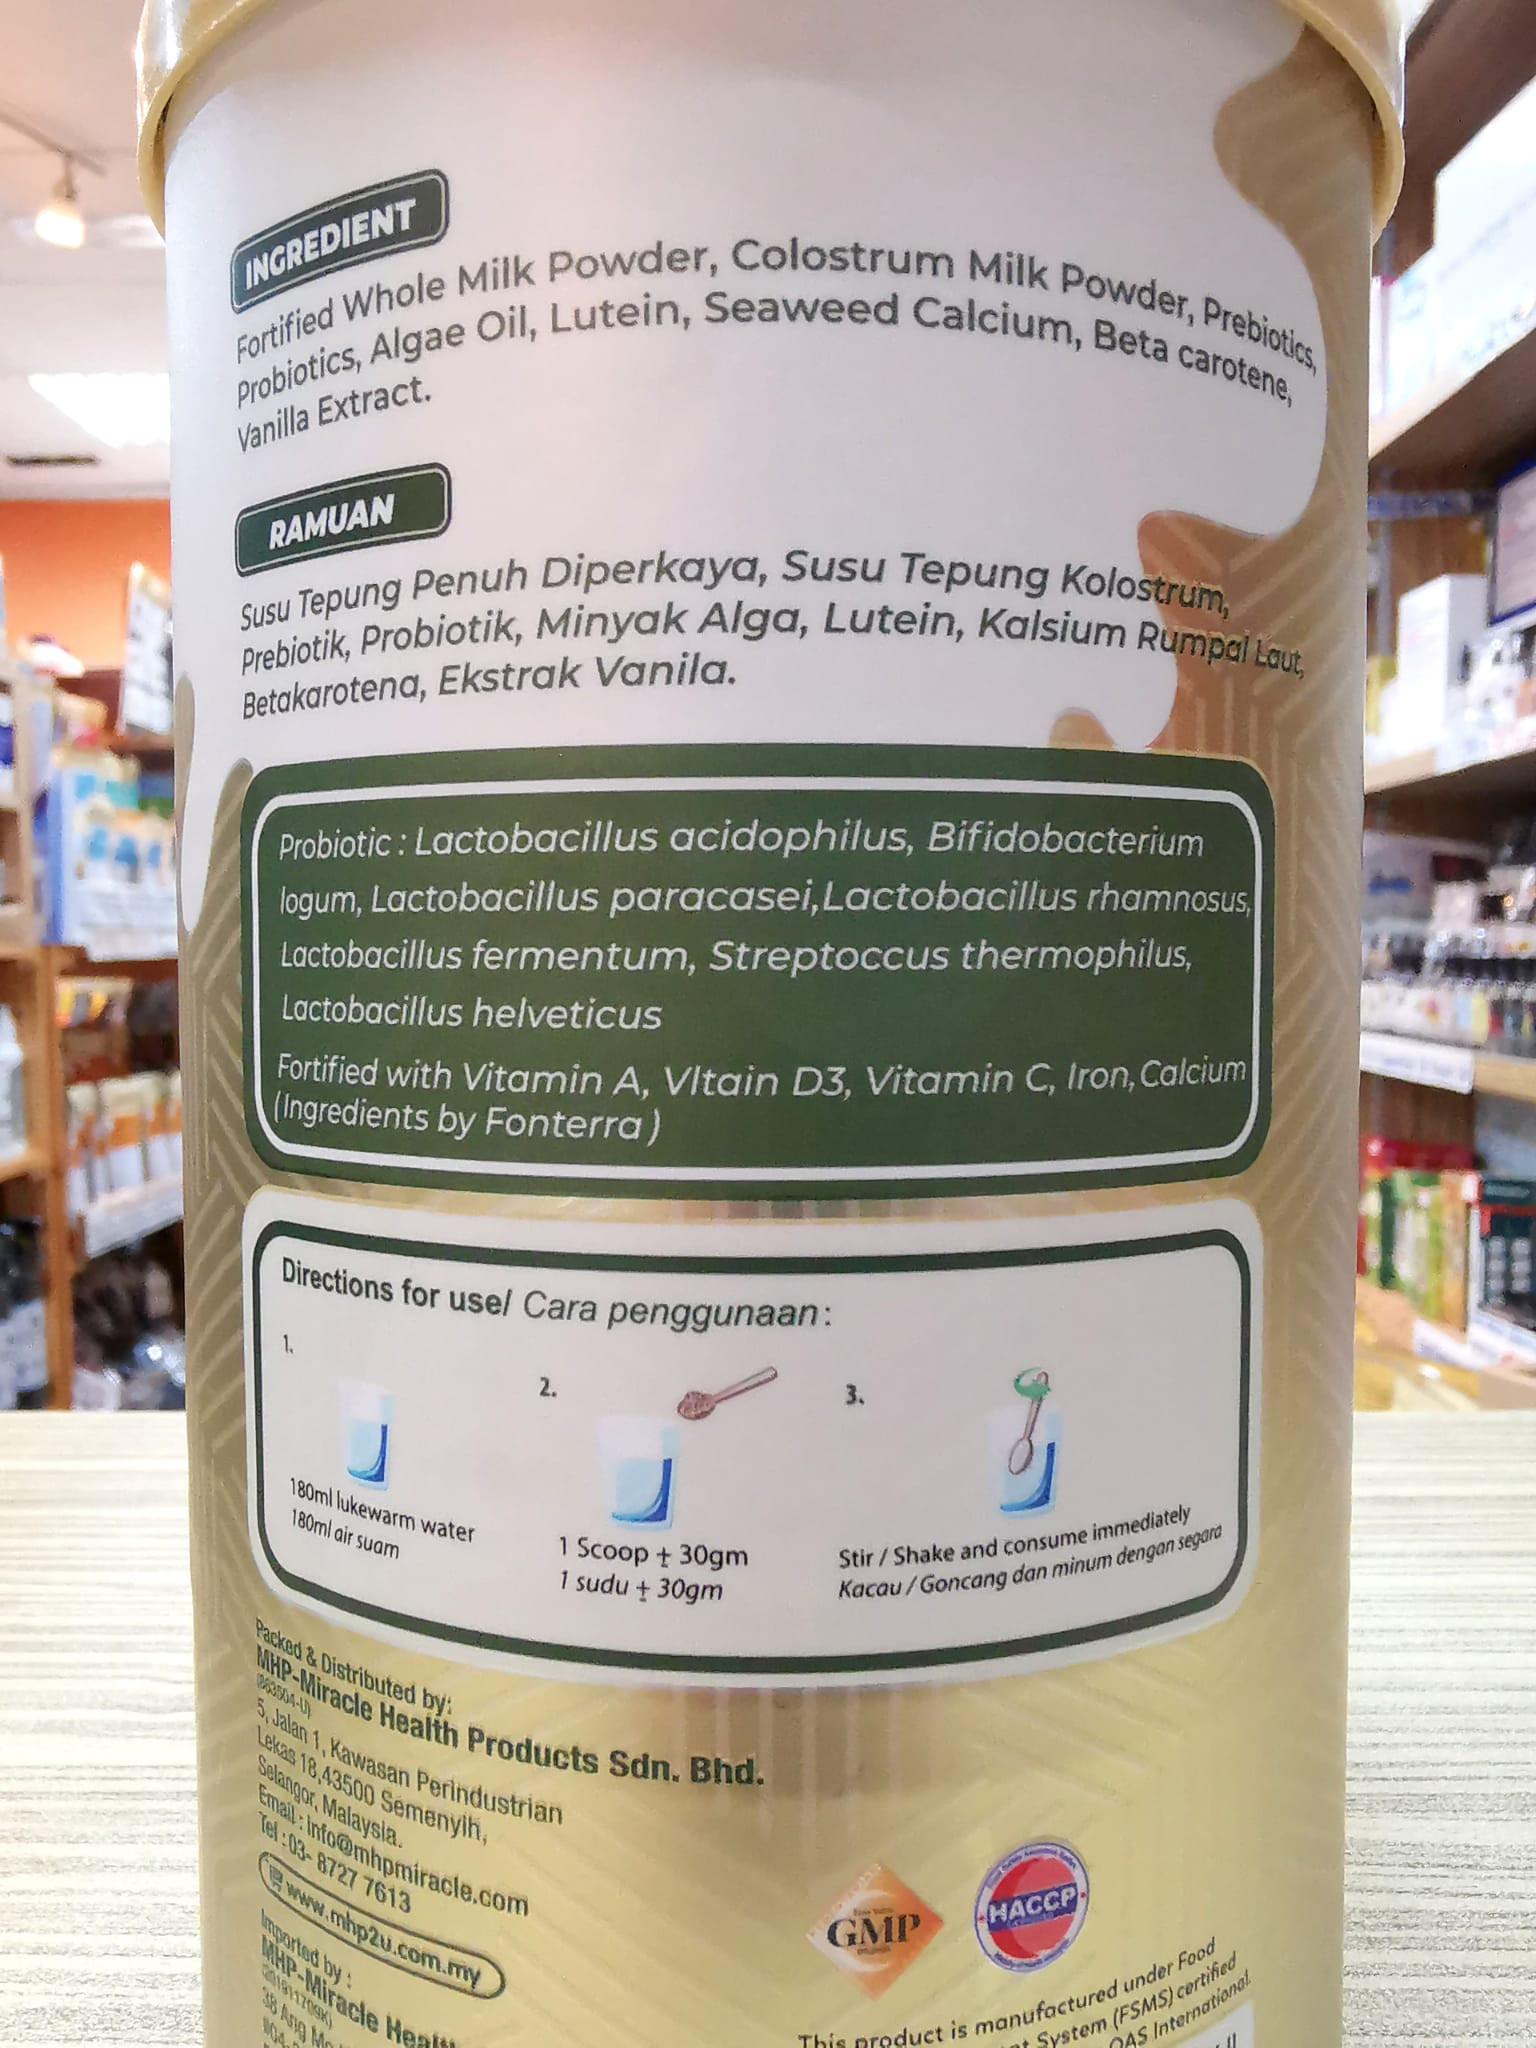 INGREDIENT
Fortified Whole Milk Powder, Colostrum Milk Powder, Prebiotics,
Probiotics, Algae Oil, Lutein, Seaweed Calcium, Beta carotene,
Vanilla Extract.
RAMUAN
Susu Tepung Penuh Diperkaya, Susu Tepung Kolostrum,
Prebiotik, Probiotik, Minyak Alga, Lutein, Kalsium Rumpal Laut,
Betakarotena, Ekstrak Vanila.
Probiotic : Lactobacillus acidophilus, Bifidobacterium
logum, Lactobacillus paracasei,Lactobacillus rhamnosus,
Lactobacillus fermentum, Streptoccus thermophilus,
Lactobacillus helveticus
Fortified with Vitamin A, VItain D3, Vitamin C, Iron, Calcium
(Ingredients by Fonterra )
Directions for use/ Cara penggunaan :
1.
180ml lukewarm water
180ml air suam
2.
1 Scoop ± 30gm
1 sudu ± 30gm
3.
Stir / Shake and consume immediately
Kacau / Goncang dan minum dengan segara
Packed & Distributed by:
MHP-Miracle Health Products Sdn. Bhd.
(863504-U)
5, Jalan 1, Kawasan Perindustrian
Lekas 18,43500 Semenyih,
Selangor, Malaysia.
Email : info@mhpmiracle.com
Tel : 03- 8727 7613
www.mhp2u.com.my
Imported by :
MHP-Miracle Healt
38 Ang Mo
GMP
HACCP
This product is manufactured under Food
System (FSMS) certified
QAS International.